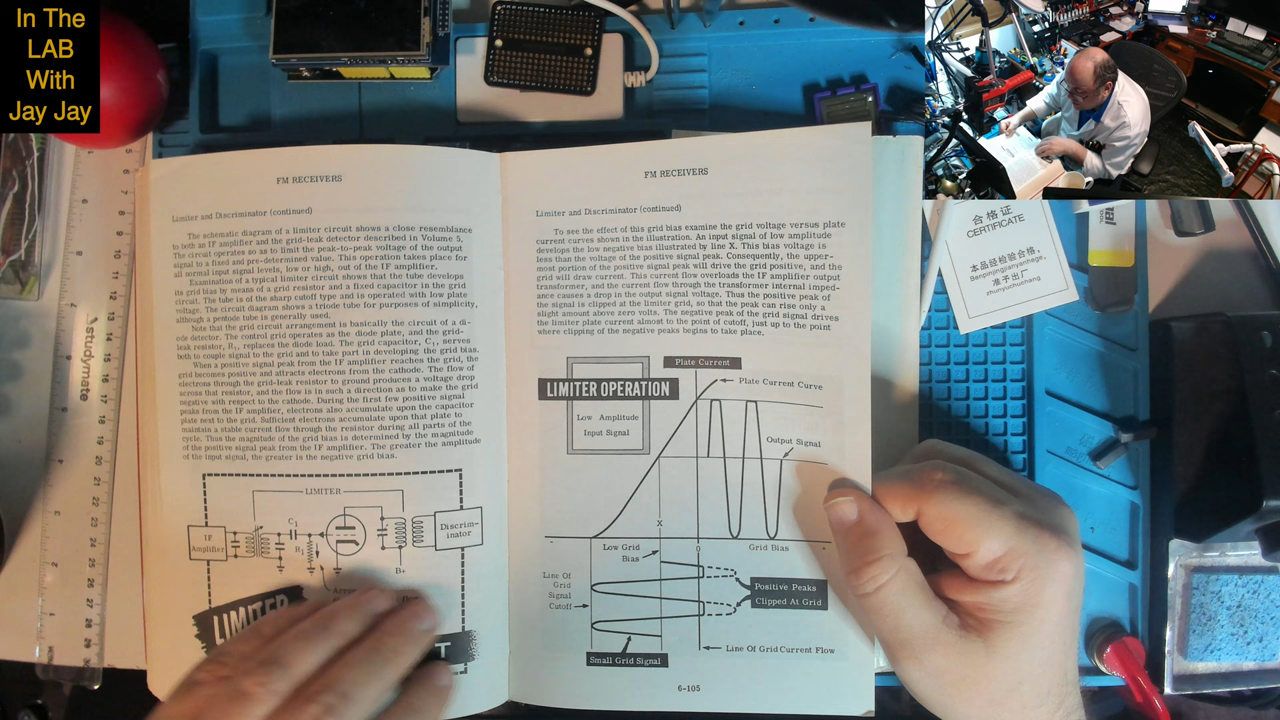 In The
LAB
With
Jay Jay
FM RECEIVERS
Limiter and Discriminator (continued)
The schematic diagram of a limiter circuit shows a close resemblance
to both an IF amplifier and the grid-leak detector described in Volume 5.
The circuit operates so as to limit the peak-to-peak voltage of the output
signal to a fixed and pre-determined value. This operation takes place for
all normal input signal levels, low or high, out of the IF amplifier.
Examination of a typical limiter circuit shows that the tube develops
its grid bias by means of a grid resistor and a fixed capacitor in the grid
circuit. The tube is of the sharp cutoff type and is operated with low plate
voltage. The circuit diagram shows a triode tube for purposes of simplicity,
although a pentode tube is generally used.
Note that the grid circuit arrangement is basically the circuit of a di-
ode detector. The control grid operates as the diode plate, and the grid-
leak resistor, R1, replaces the diode load. The grid capacitor, C1, serves
both to couple signal to the grid and to take part in developing the grid bias.
When a positive signal peak from the IF amplifier reaches the grid, the
grid becomes positive and attracts electrons from the cathode. The flow of
electrons through the grid-leak resistor to ground produces a voltage drop
across that resistor, and the flow is in such a direction as to make the grid
negative with respect to the cathode. During the first few positive signal
peaks from the IF amplifier, electrons also accumulate upon the capacitor
plate next to the grid. Sufficient electrons accumulate upon that plate to
maintain a stable current flow through the resistor during all parts of the
cycle. Thus the magnitude of the grid bias is determined by the magnitude
of the positive signal peak from the IF amplifier. The greater the amplitude
of the input signal, the greater is the negative grid bias.
LIMITER
IF
Amplifier
C1
R1
B+
Discrim-
inator
LIMITER
T
FM RECEIVERS
Limiter and Discriminator (continued)
To see the effect of this grid bias examine the grid voltage versus plate
current curves shown in the illustration. An input signal of low amplitude
develops the low negative bias illustrated by line X. This bias voltage is
less than the voltage of the positive signal peak. Consequently, the upper-
most portion of the positive signal peak will drive the grid positive, and the
grid will draw current. This current flow overloads the IF amplifier output
transformer, and the current flow through the transformer internal imped-
ance causes a drop in the output signal voltage. Thus the positive peak of
the signal is clipped at the limiter grid, so that the peak can rise only a
slight amount above zero volts. The negative peak of the grid signal drives
the limiter plate current almost to the point of cutoff, just up to the point
where clipping of the negative peaks begins to take place.
Plate Current
LIMITER OPERATION
Low Amplitude
Input Signal
Plate Current Curve
Output Signal
X
Low Grid
Bias
0
Grid Bias
Line Of
Grid
Signal
Cutoff
Positive Peaks
Clipped At Grid
Small Grid Signal
Line Of Grid Current Flow
6-105
studymate
合格证
CERTIFICATE
本品经检验合格,
Benpinjingjianyanhege,
准予出厂
zhunyuchuchang